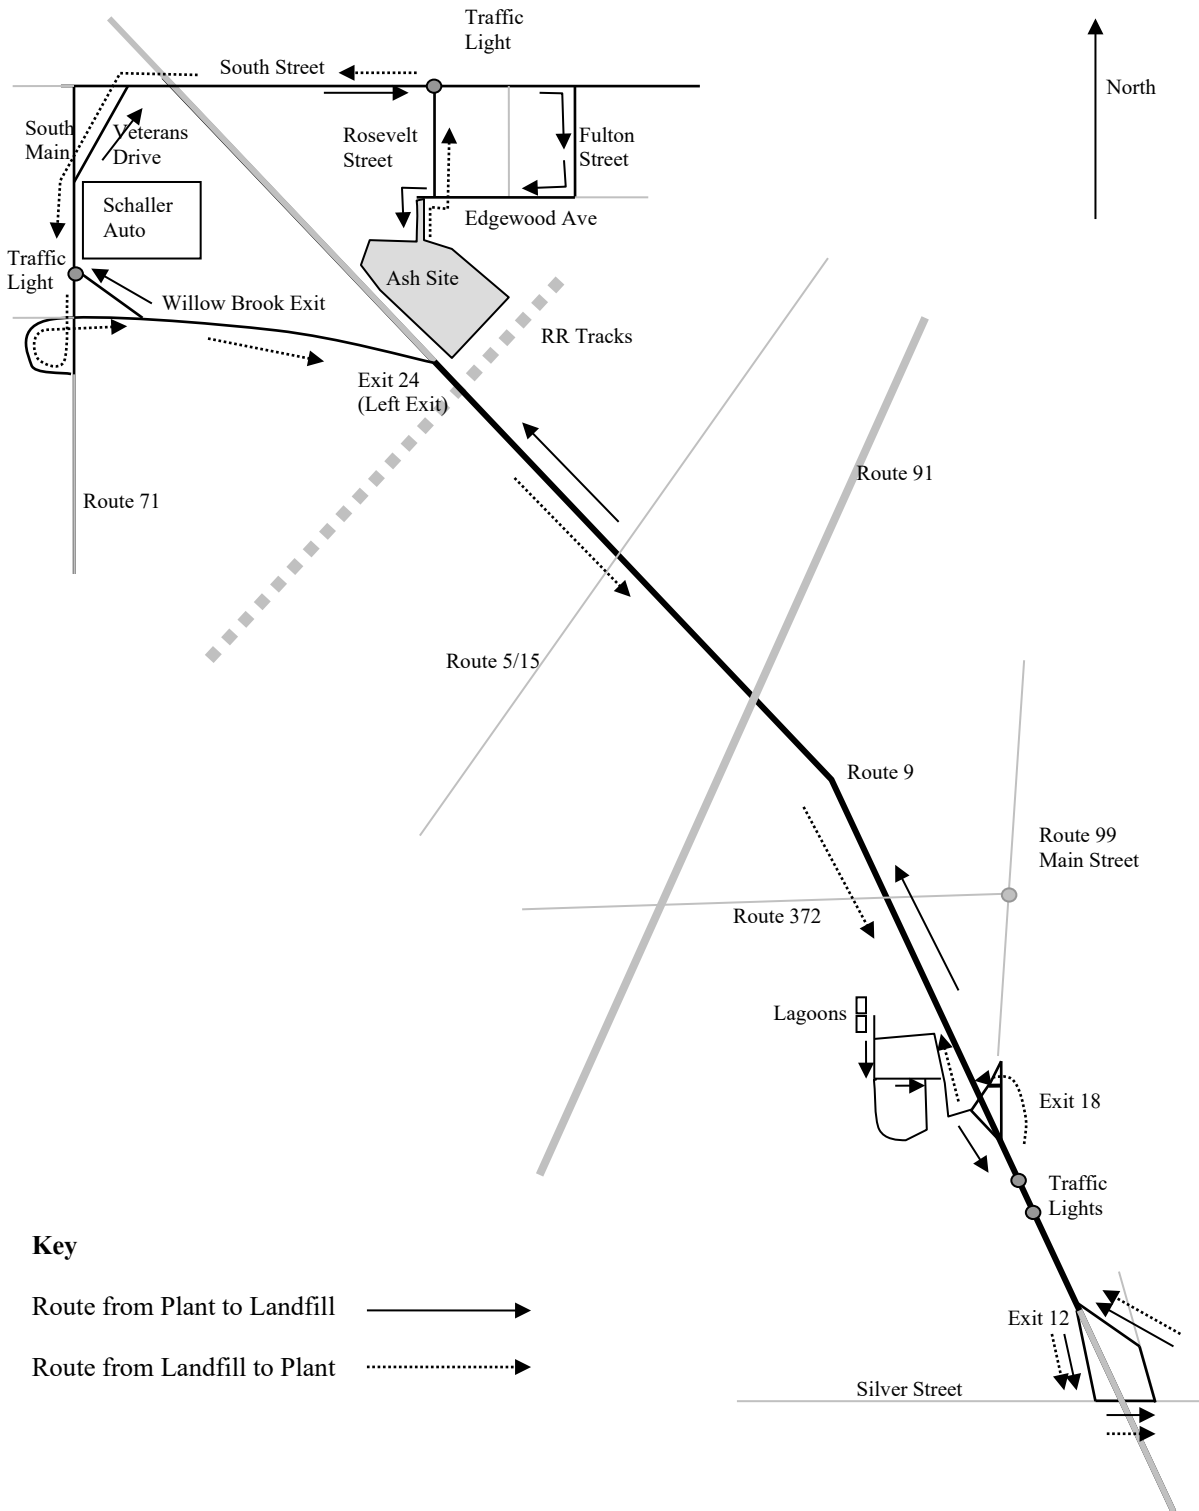 Traffic
Light
North
South Street
South
Main
Veterans
Drive
Rosevelt
Street
Fulton
Street
Schaller
Auto
Edgewood Ave
Traffic
Light
Ash Site
Willow Brook Exit
RR Tracks
Exit 24
(Left Exit)
Route 91
Route 71
Route 5/15
Route 9
Route 99
Main Street
Route 372
Lagoons
Exit 18
Traffic
Lights
Key
Route from Plant to Landfill
Exit 12
Route from Landfill to Plant
Silver Street